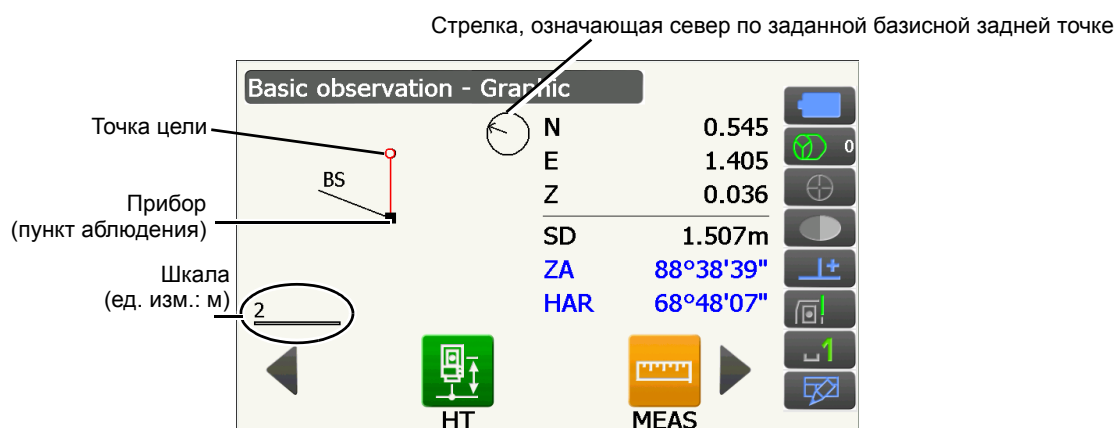 Стрелка, означающая север по заданной базисной задней точке
Basic observation - Graphic
Точка цели
BS
Прибор
(пункт аблюдения)
Шкала
(ед. изм.: м)
2
N 0.545
E 1.405
Z 0.036
SD 1.507m
ZA 88°38'39"
HAR 68°48'07"
0
1
HT
MEAS